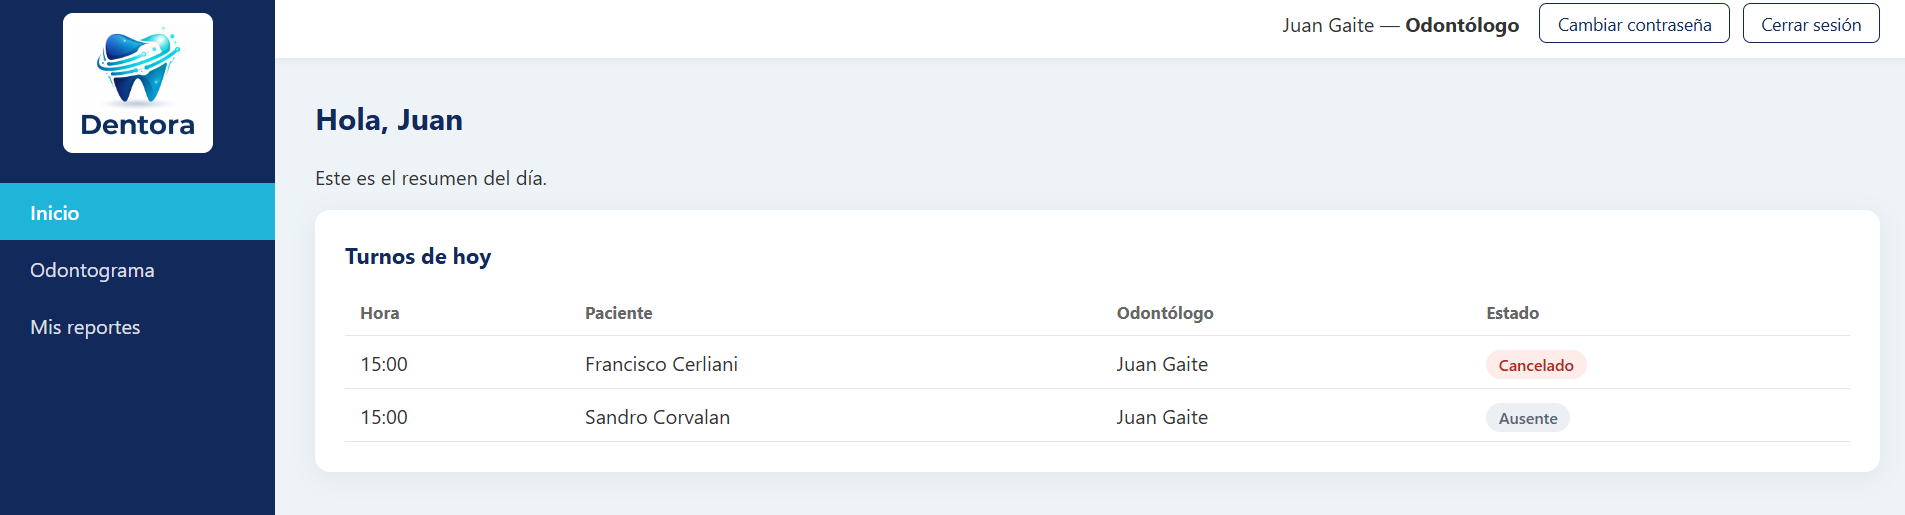 Dentora
Juan Gaite — Odontólogo
Cambiar contraseña
Cerrar sesión
Inicio
Odontograma
Mis reportes
Hola, Juan
Este es el resumen del día.
Turnos de hoy
Hora Paciente Odontólogo Estado
15:00 Francisco Cerliani Juan Gaite Cancelado
15:00 Sandro Corvalan Juan Gaite Ausente